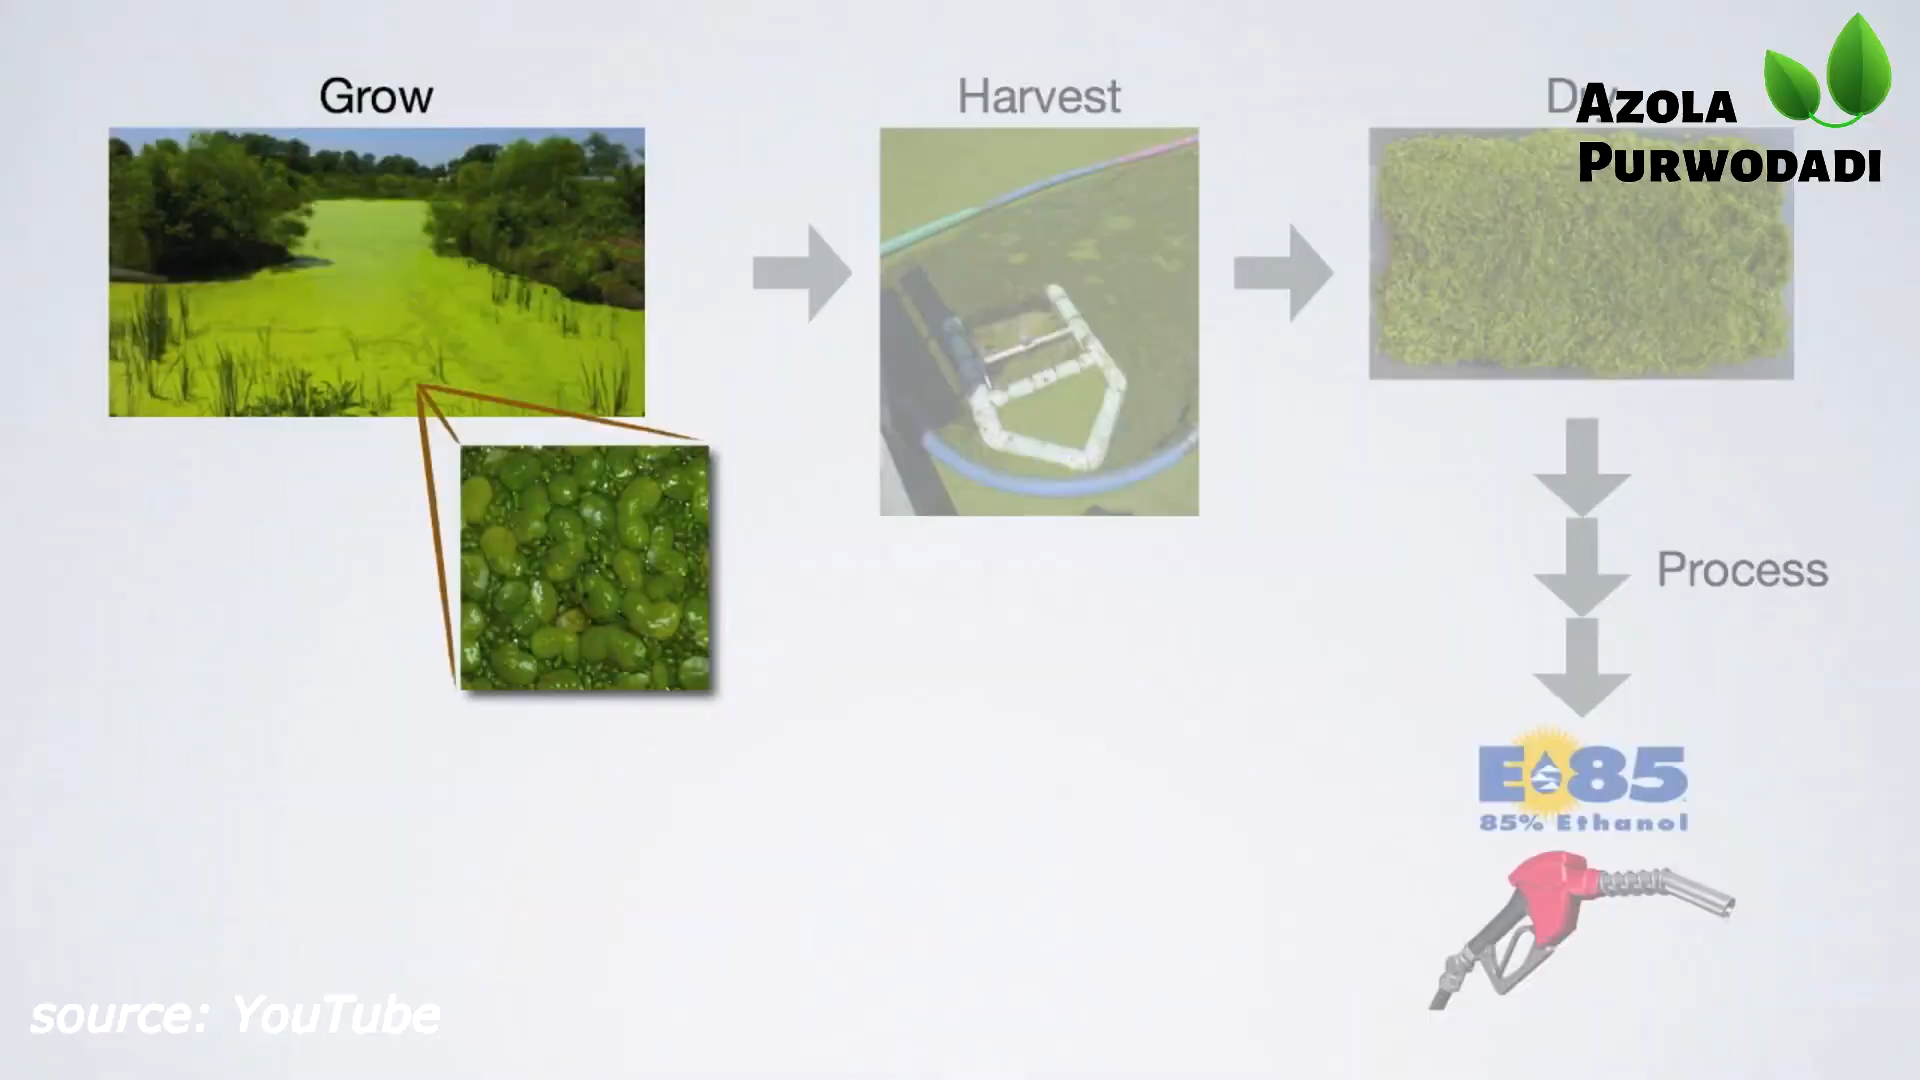 Grow
Harvest
AZOLA
PURWODADI
Process
E85
85% Ethanol
source: YouTube